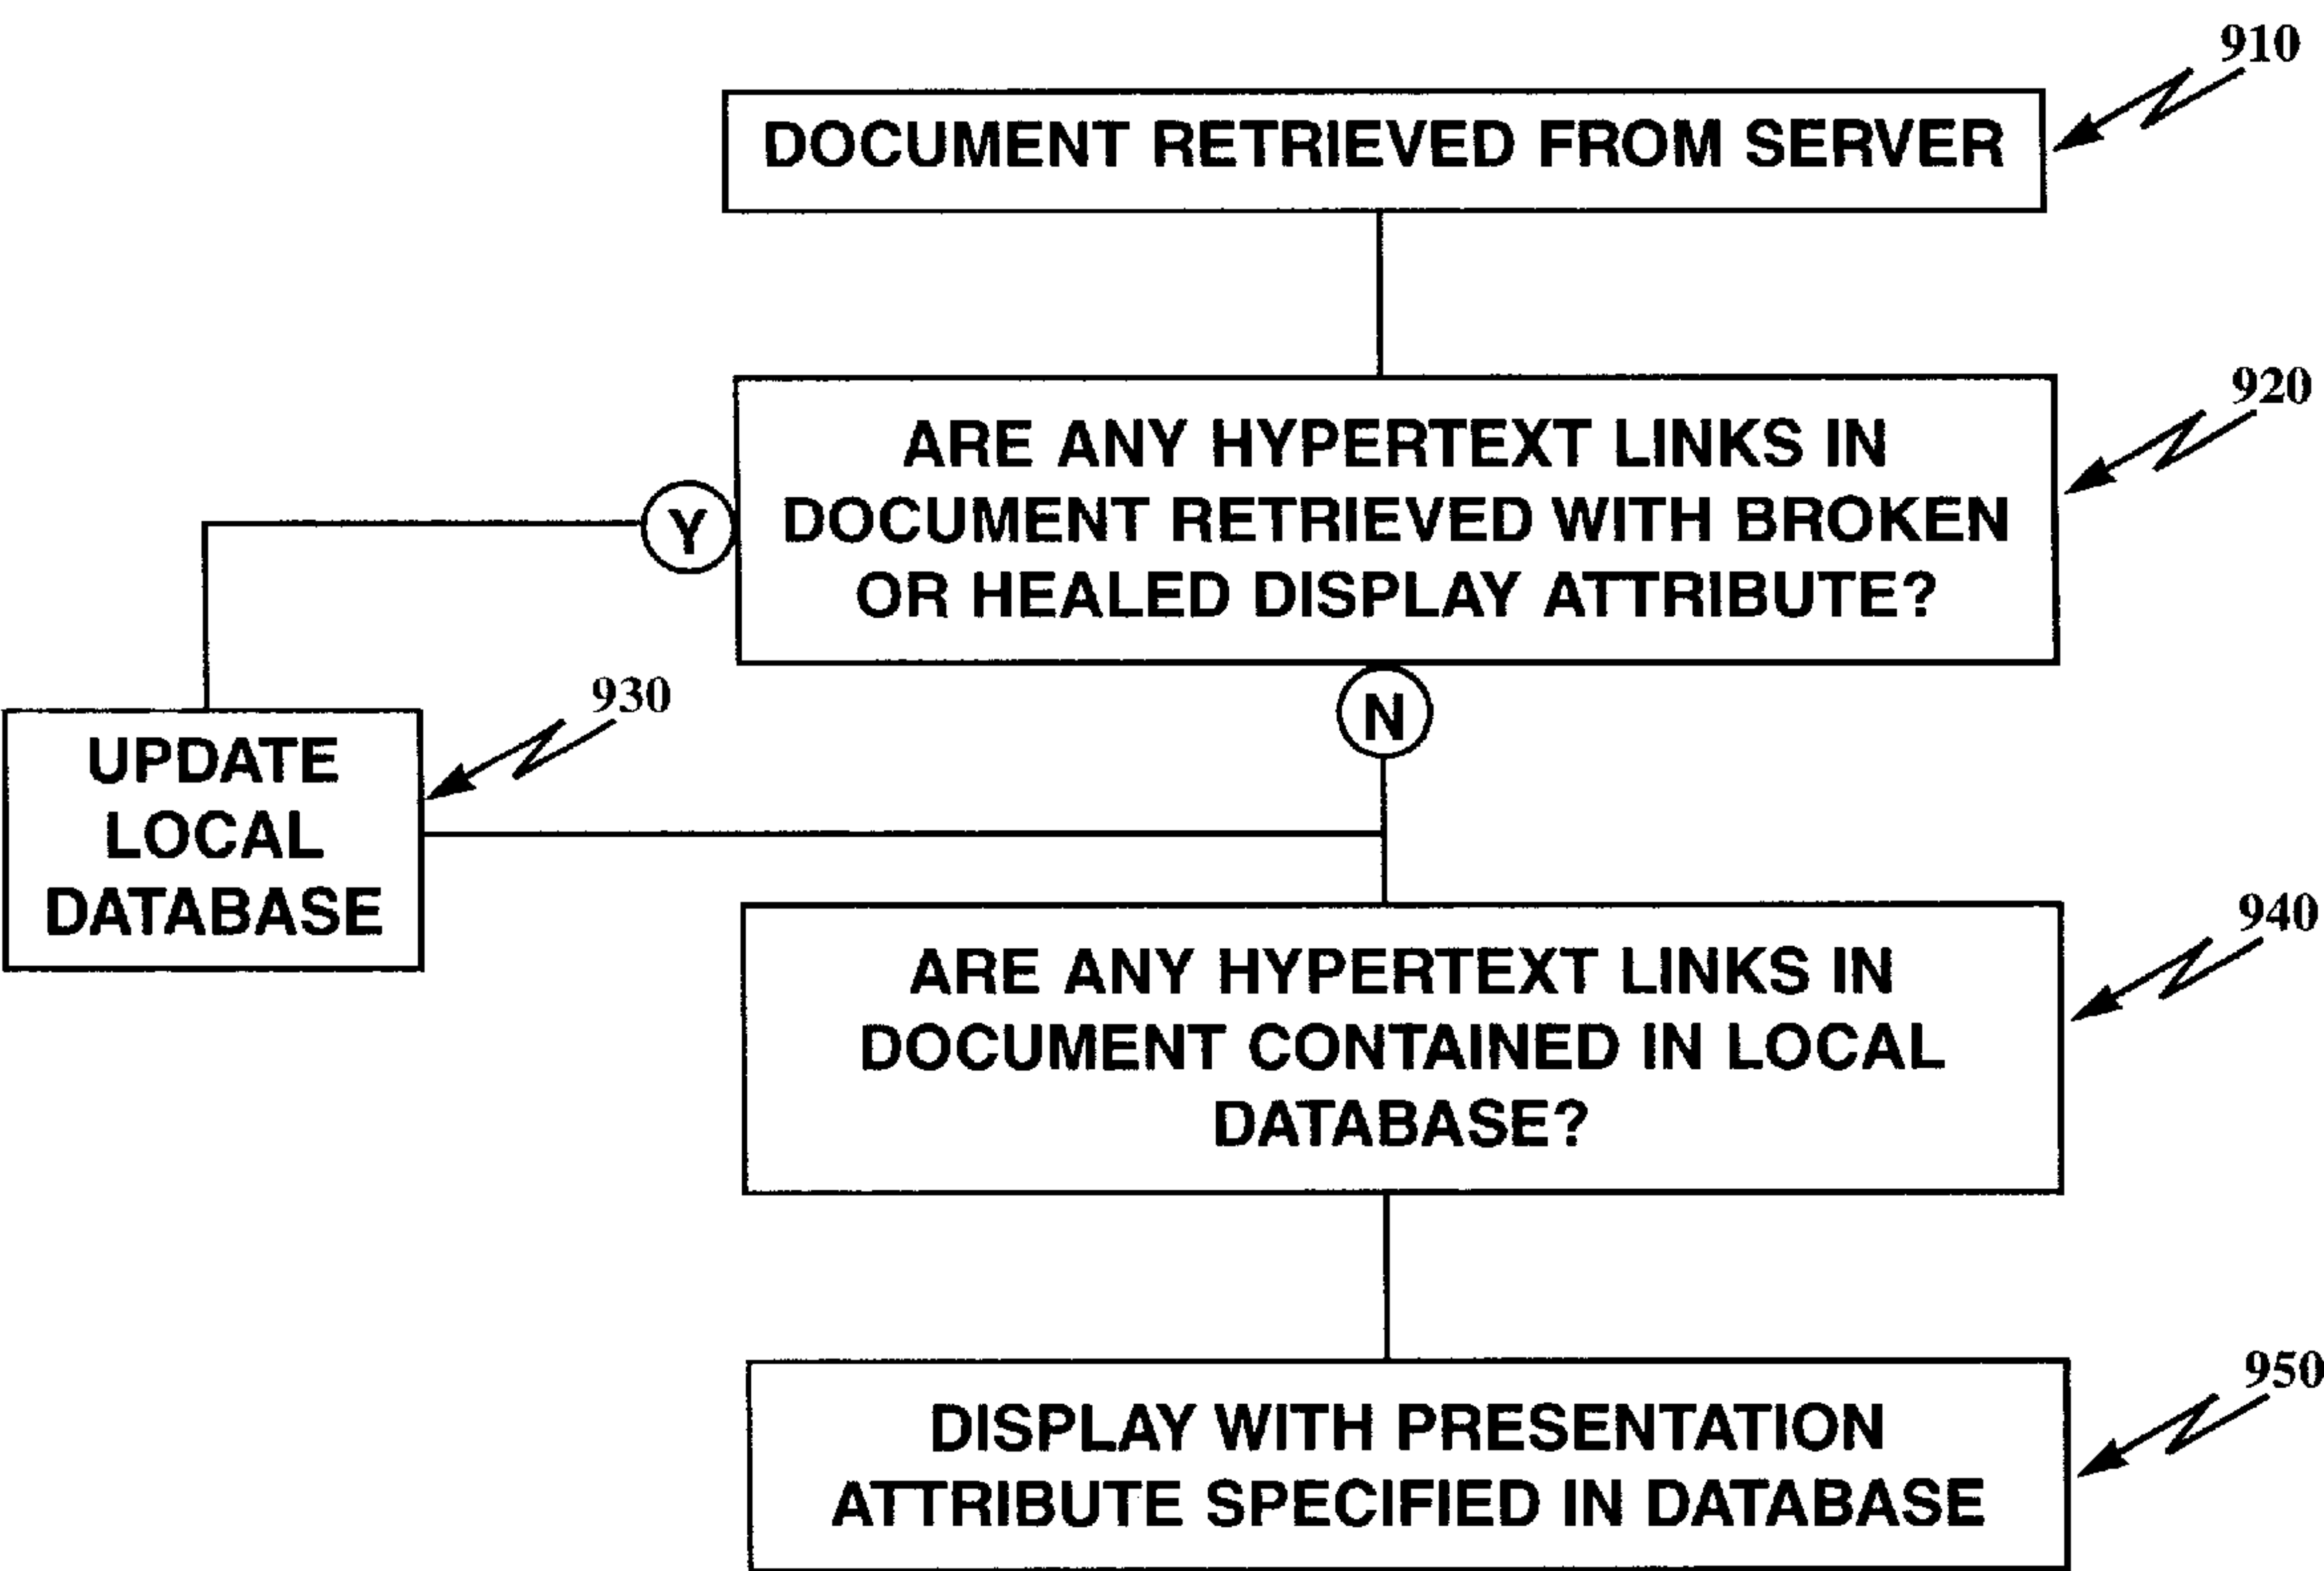 910
DOCUMENT RETRIEVED FROM SERVER
920
ARE ANY HYPERTEXT LINKS IN
DOCUMENT RETRIEVED WITH BROKEN
OR HEALED DISPLAY ATTRIBUTE?
Y
N
930
UPDATE
LOCAL
DATABASE
940
ARE ANY HYPERTEXT LINKS IN
DOCUMENT CONTAINED IN LOCAL
DATABASE?
950
DISPLAY WITH PRESENTATION
ATTRIBUTE SPECIFIED IN DATABASE